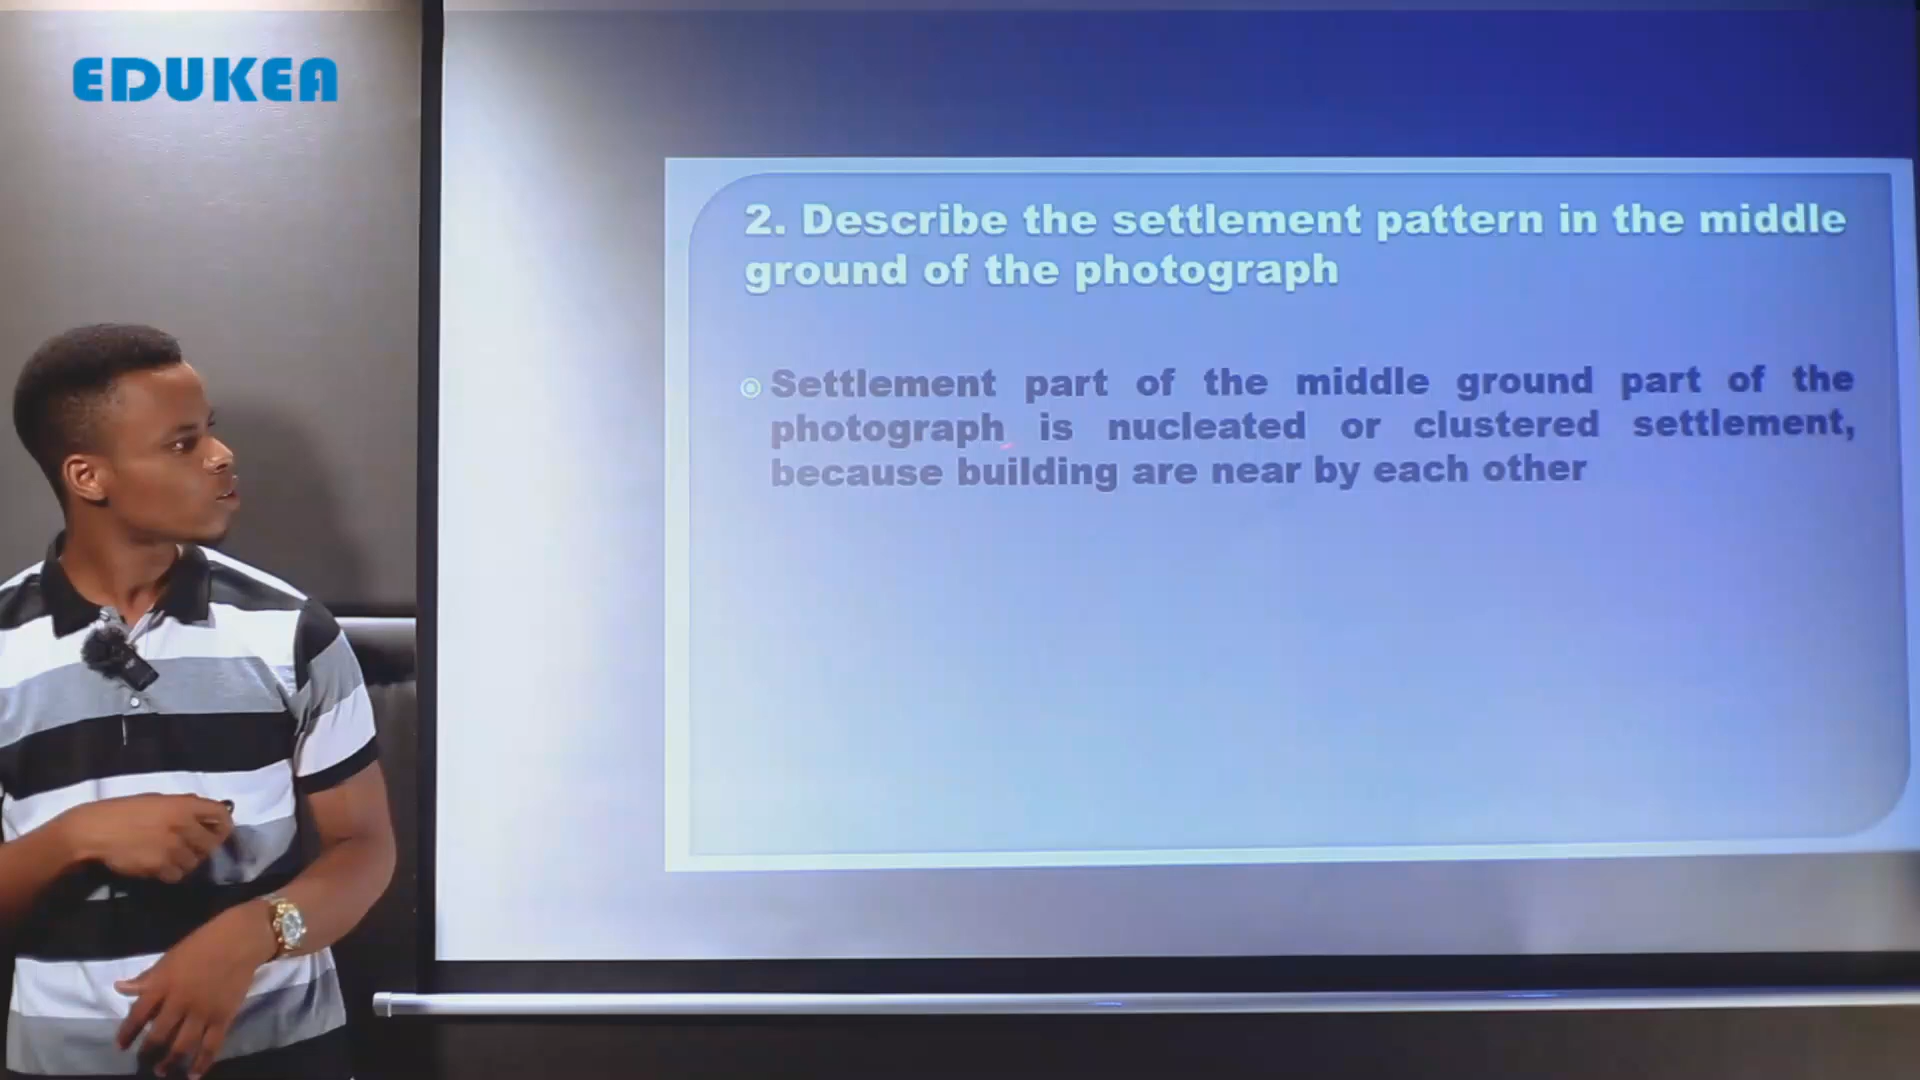 EDUKEA
2. Describe the settlement pattern in the middle
ground of the photograph
Settlement part of the middle ground part of the
photograph is nucleated or clustered settlement,
because building are near by each other